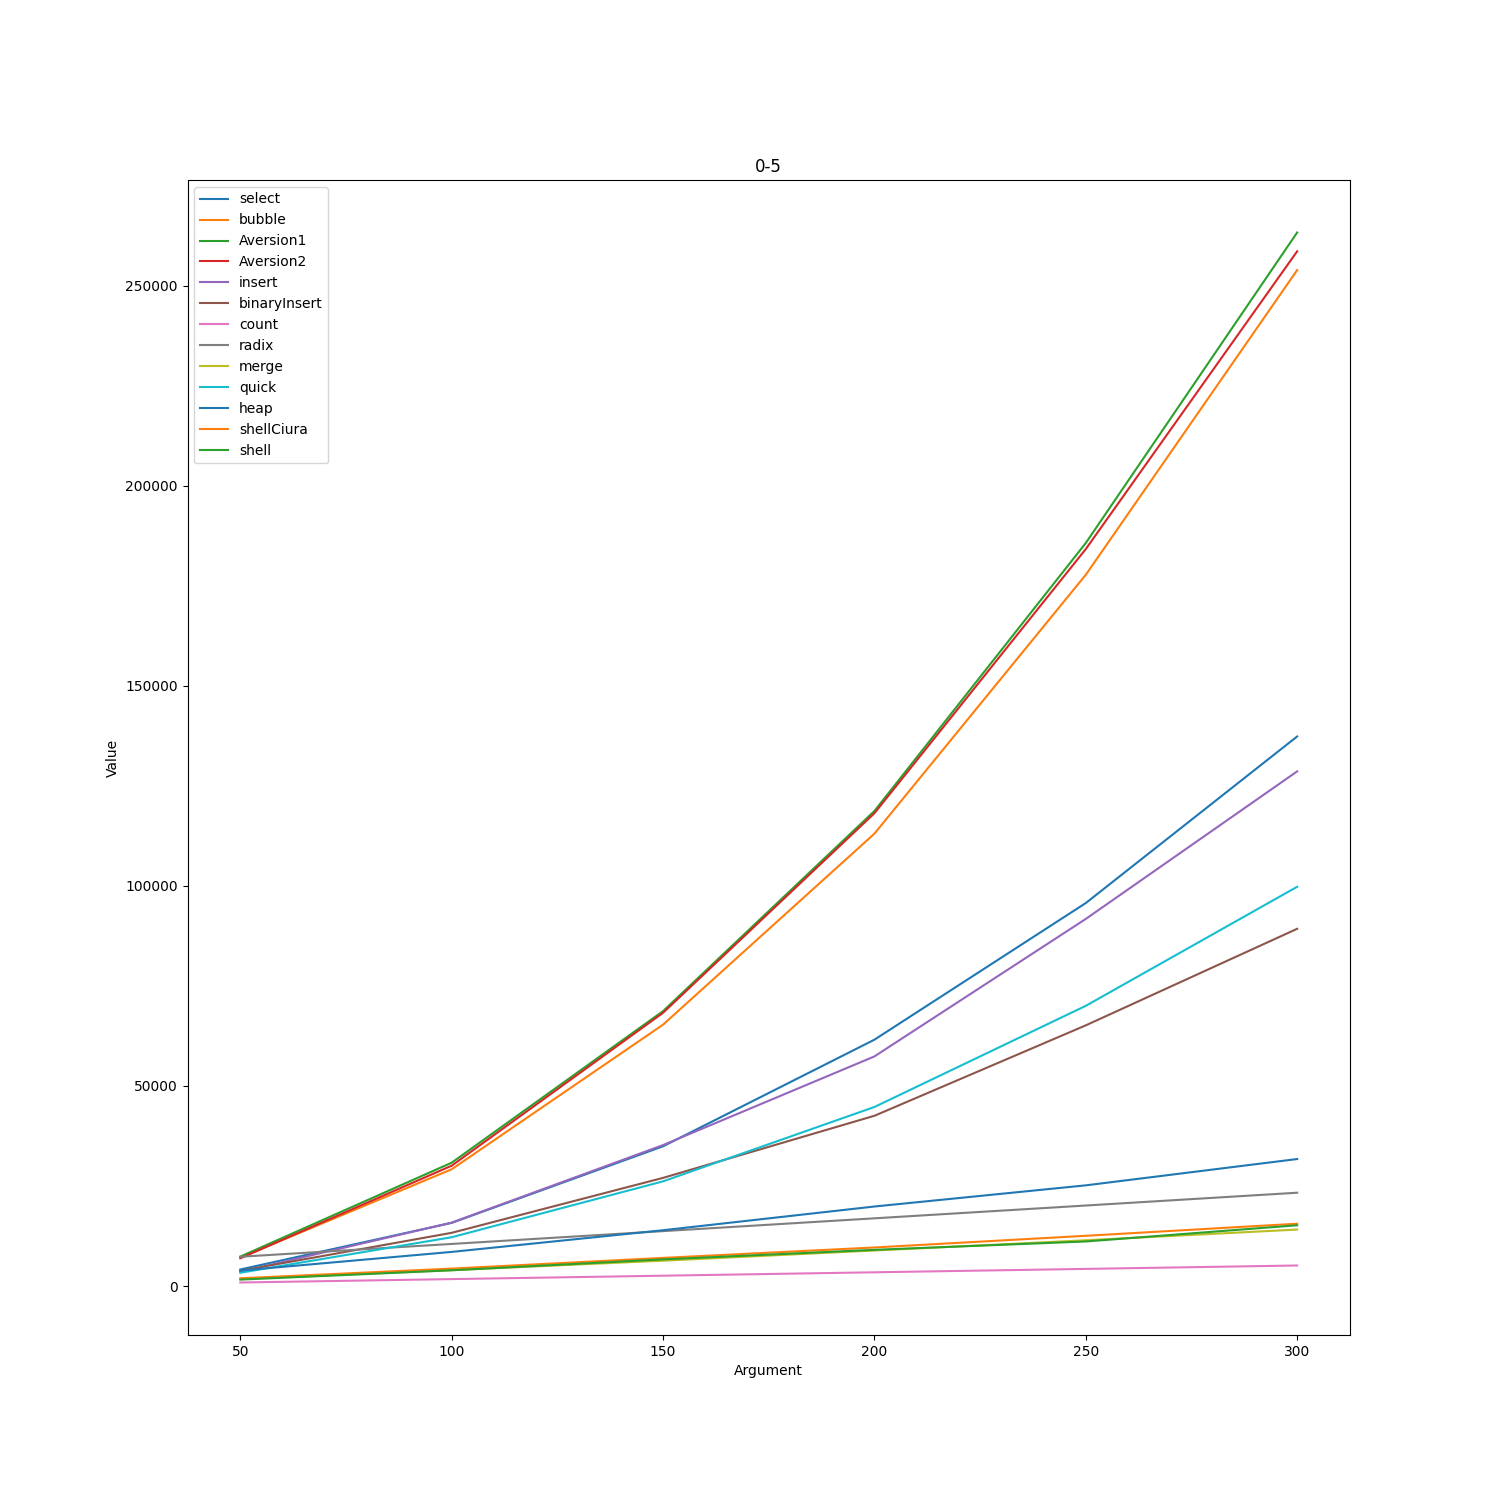 0-5
select
bubble
Aversion1
Aversion2
insert
binaryInsert
count
radix
merge
quick
heap
shellCiura
shell
250000
200000
150000
100000
50000
0
Value
50 100 150 200 250 300
Argument